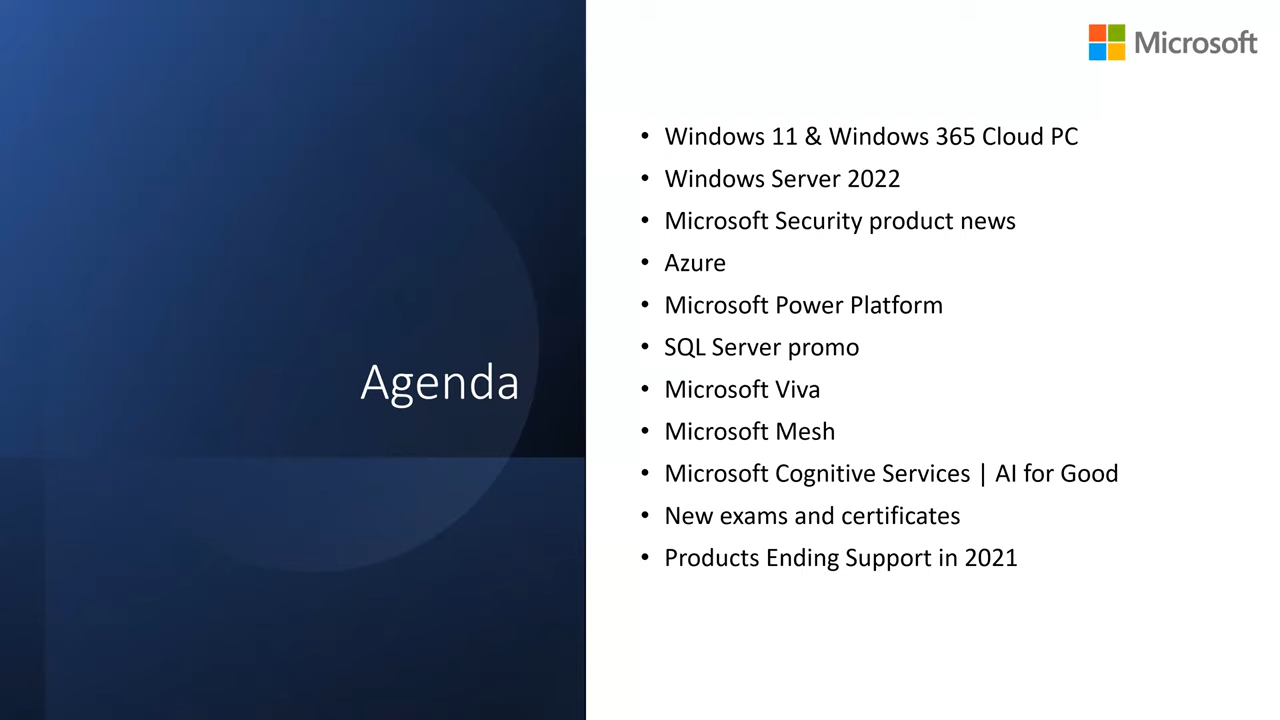 Microsoft
Agenda
• Windows 11 & Windows 365 Cloud PC
• Windows Server 2022
• Microsoft Security product news
• Azure
• Microsoft Power Platform
• SQL Server promo
• Microsoft Viva
• Microsoft Mesh
• Microsoft Cognitive Services | AI for Good
• New exams and certificates
• Products Ending Support in 2021